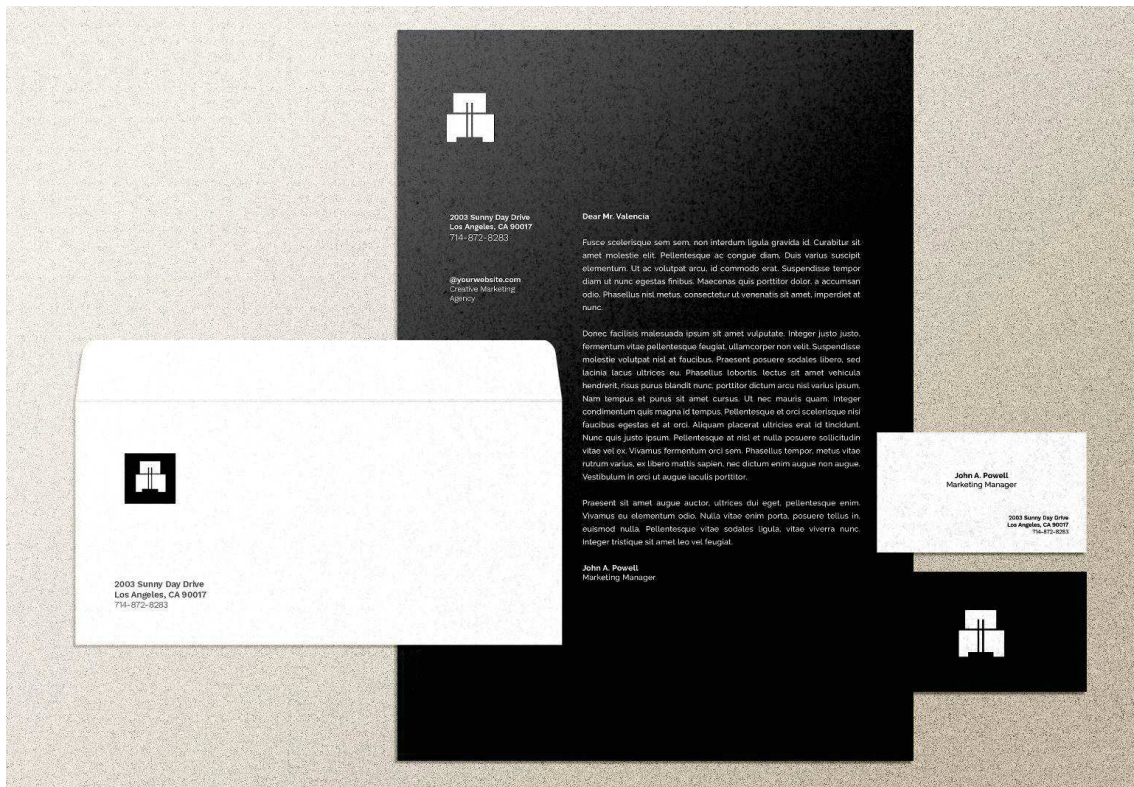 2003 Sunny Day Drive
Los Angeles, CA 90017
714-872-8283
@yourwebsite.com
Creative Marketing
Agency
Dear Mr. Valencia
Fusce scelerisque sem sem, non interdum ligula gravida id. Curabitur sit
amet molestie elit. Pellentesque ac congue diam. Duis varius suscipit
elementum. Ut ac volutpat arcu, id commodo erat. Suspendisse tempor
diam ut nunc egestas finibus. Maecenas quis porttitor dolor, a accumsan
odio. Phasellus nisl metus, consectetur ut venenatis sit amet, imperdiet at
nunc.
Donec facilisis malesuada ipsum sit amet vulputate. Integer justo justo,
fermentum vitae pellentesque feugiat, ullamcorper non velit. Suspendisse
molestie volutpat nisl at faucibus. Praesent posuere sodales libero, sed
lacinia lacus ultrices eu. Phasellus lobortis, lectus sit amet vehicula
hendrerit, risus purus blandit nunc, porttitor dictum arcu nisl varius ipsum.
Nam tempus et purus sit amet cursus. Ut nec mauris quam. Integer
condimentum quis magna id tempus. Pellentesque et orci scelerisque nisi
faucibus egestas et at orci. Aliquam placerat ultricies erat id tincidunt.
Nunc quis justo ipsum. Pellentesque at nisl et nulla posuere sollicitudin
vitae vel ex. Vivamus fermentum orci sem. Phasellus tempor, metus vitae
rutrum varius, ex libero mattis sapien, nec dictum enim augue non augue.
Vestibulum in orci ut augue iaculis porttitor.
Praesent sit amet augue auctor, ultrices dui eget, pellentesque enim.
Vivamus eu elementum odio. Nulla vitae enim porta, posuere tellus in,
euismod nulla. Pellentesque vitae sodales ligula, vitae viverra nunc.
Integer tristique sit amet leo vel feugiat.
John A. Powell
Marketing Manager
2003 Sunny Day Drive
Los Angeles, CA 90017
714-872-8283
John A. Powell
Marketing Manager
2003 Sunny Day Drive
Los Angeles, CA 90017
714-872-8283